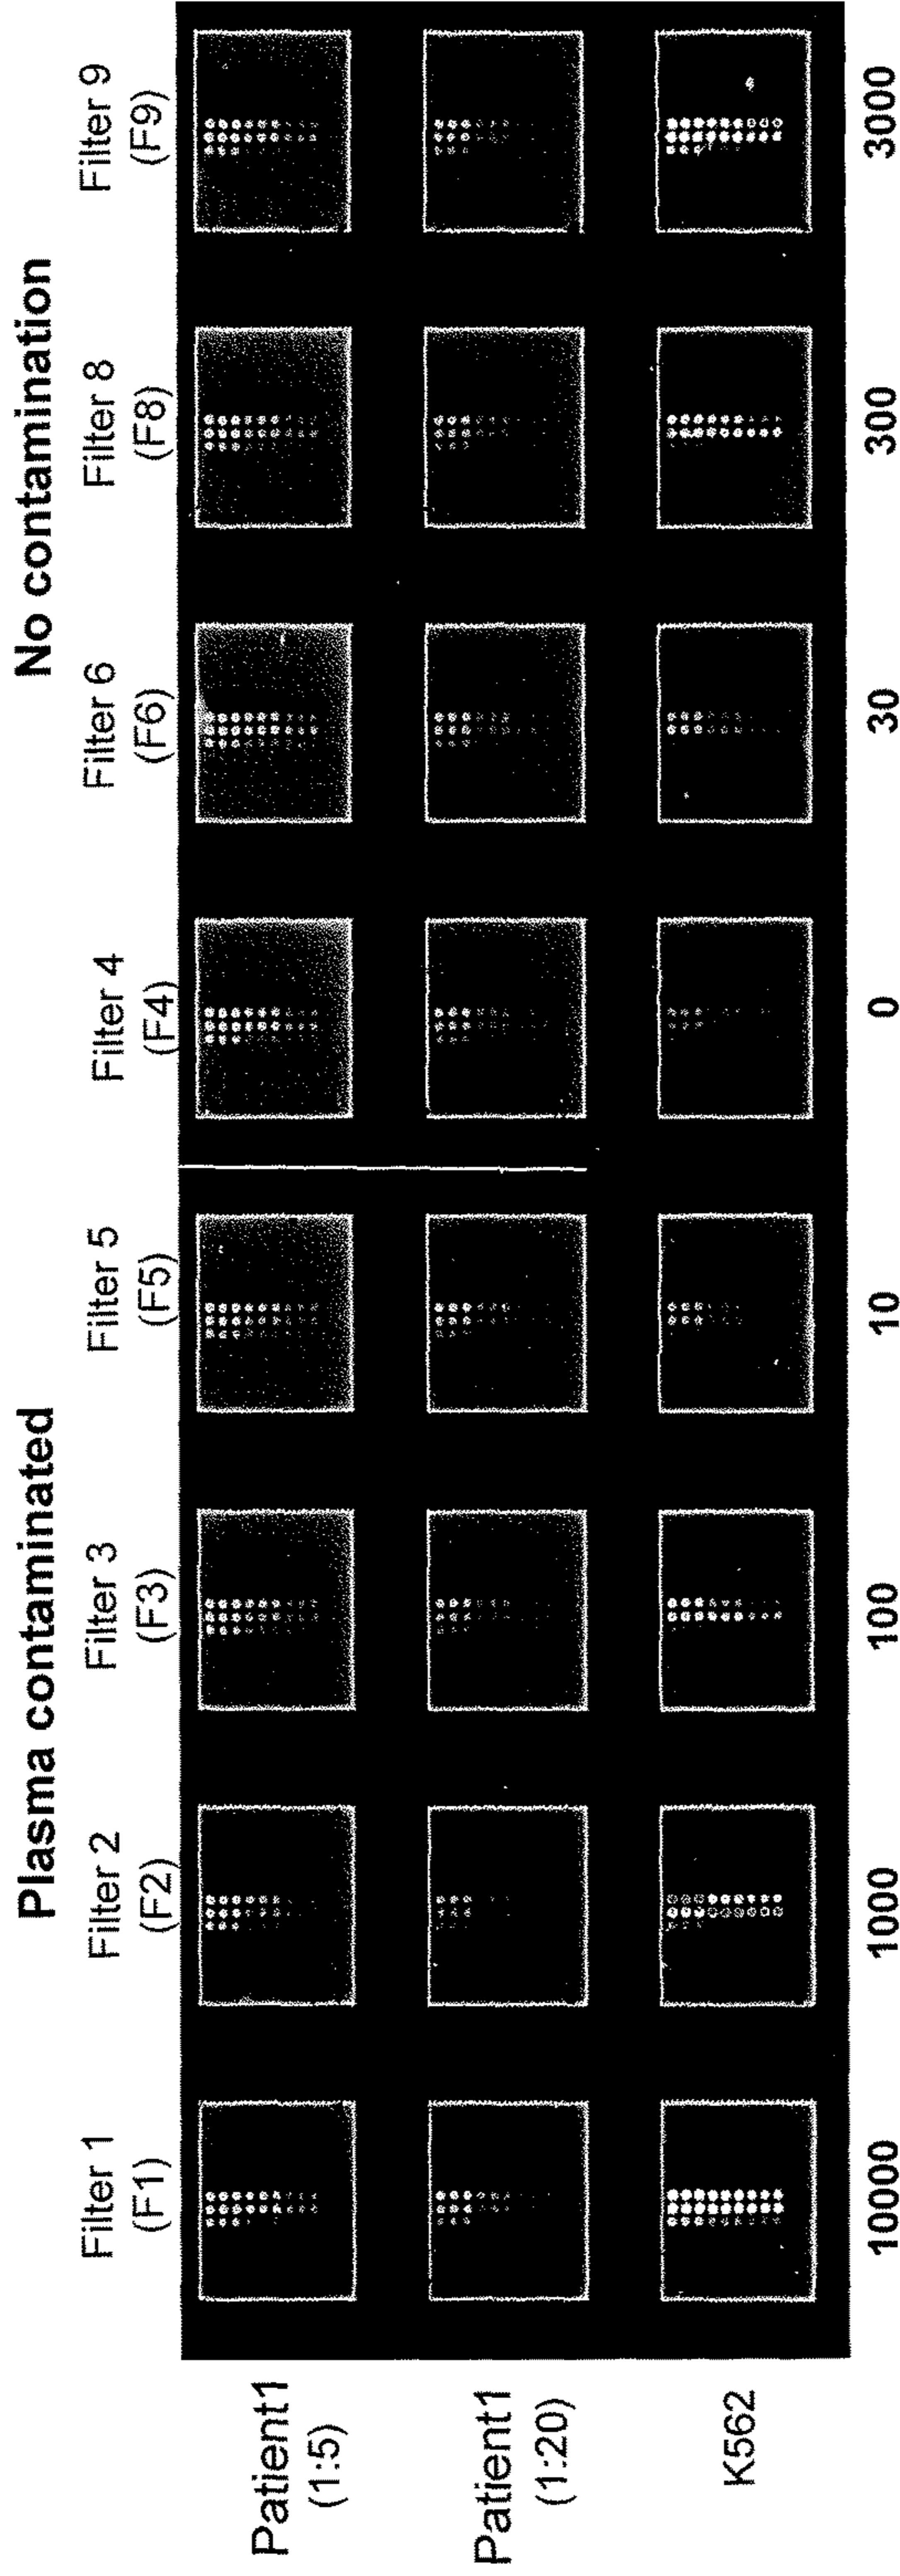 Plasma contaminated
No contamination
Filter 1
(F1)
Filter 2
(F2)
Filter 3
(F3)
Filter 5
(F5)
Filter 4
(F4)
Filter 6
(F6)
Filter 8
(F8)
Filter 9
(F9)
Patient1
(1:5)
Patient1
(1:20)
K562
10000
1000
100
10
0
30
300
3000